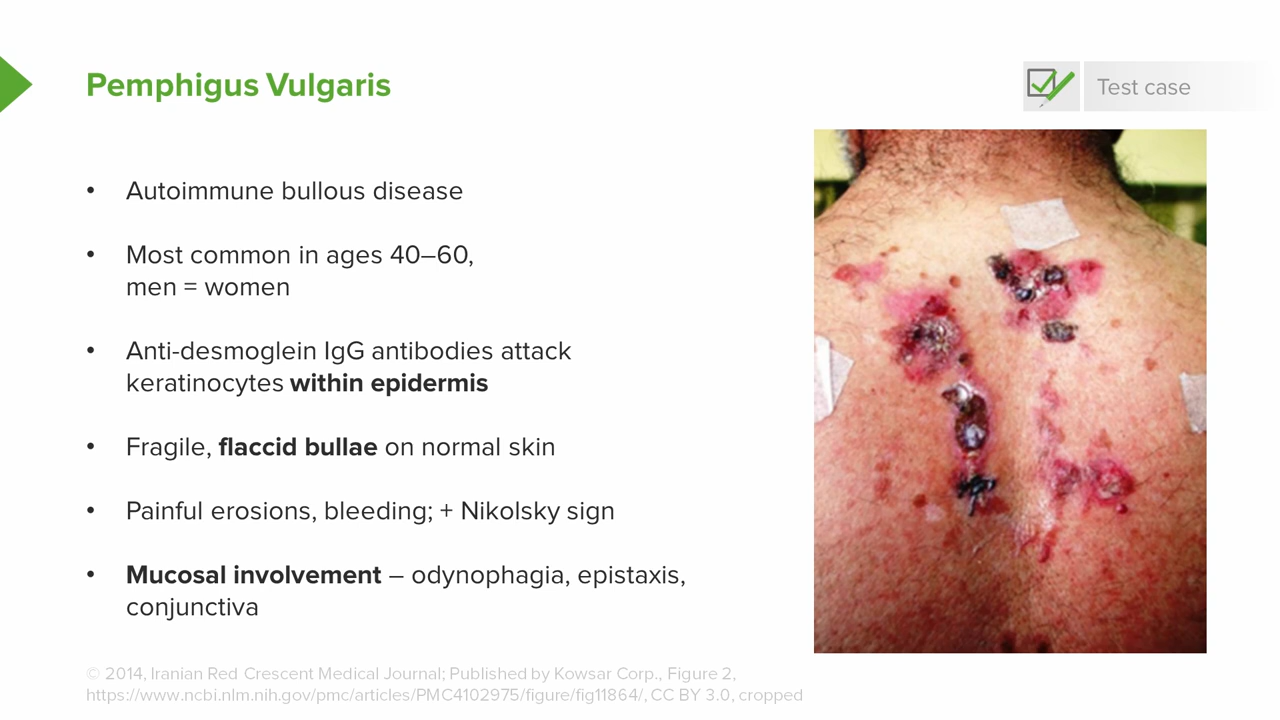 Pemphigus Vulgaris
Test case
• Autoimmune bullous disease
• Most common in ages 40–60,
men = women
• Anti-desmoglein IgG antibodies attack
keratinocytes within epidermis
• Fragile, flaccid bullae on normal skin
• Painful erosions, bleeding; + Nikolsky sign
• Mucosal involvement – odynophagia, epistaxis,
conjunctiva
© 2014, Iranian Red Crescent Medical Journal; Published by Kowsar Corp., Figure 2,
https://www.ncbi.nlm.nih.gov/pmc/articles/PMC4102975/figure/fig11864/, CC BY 3.0, cropped